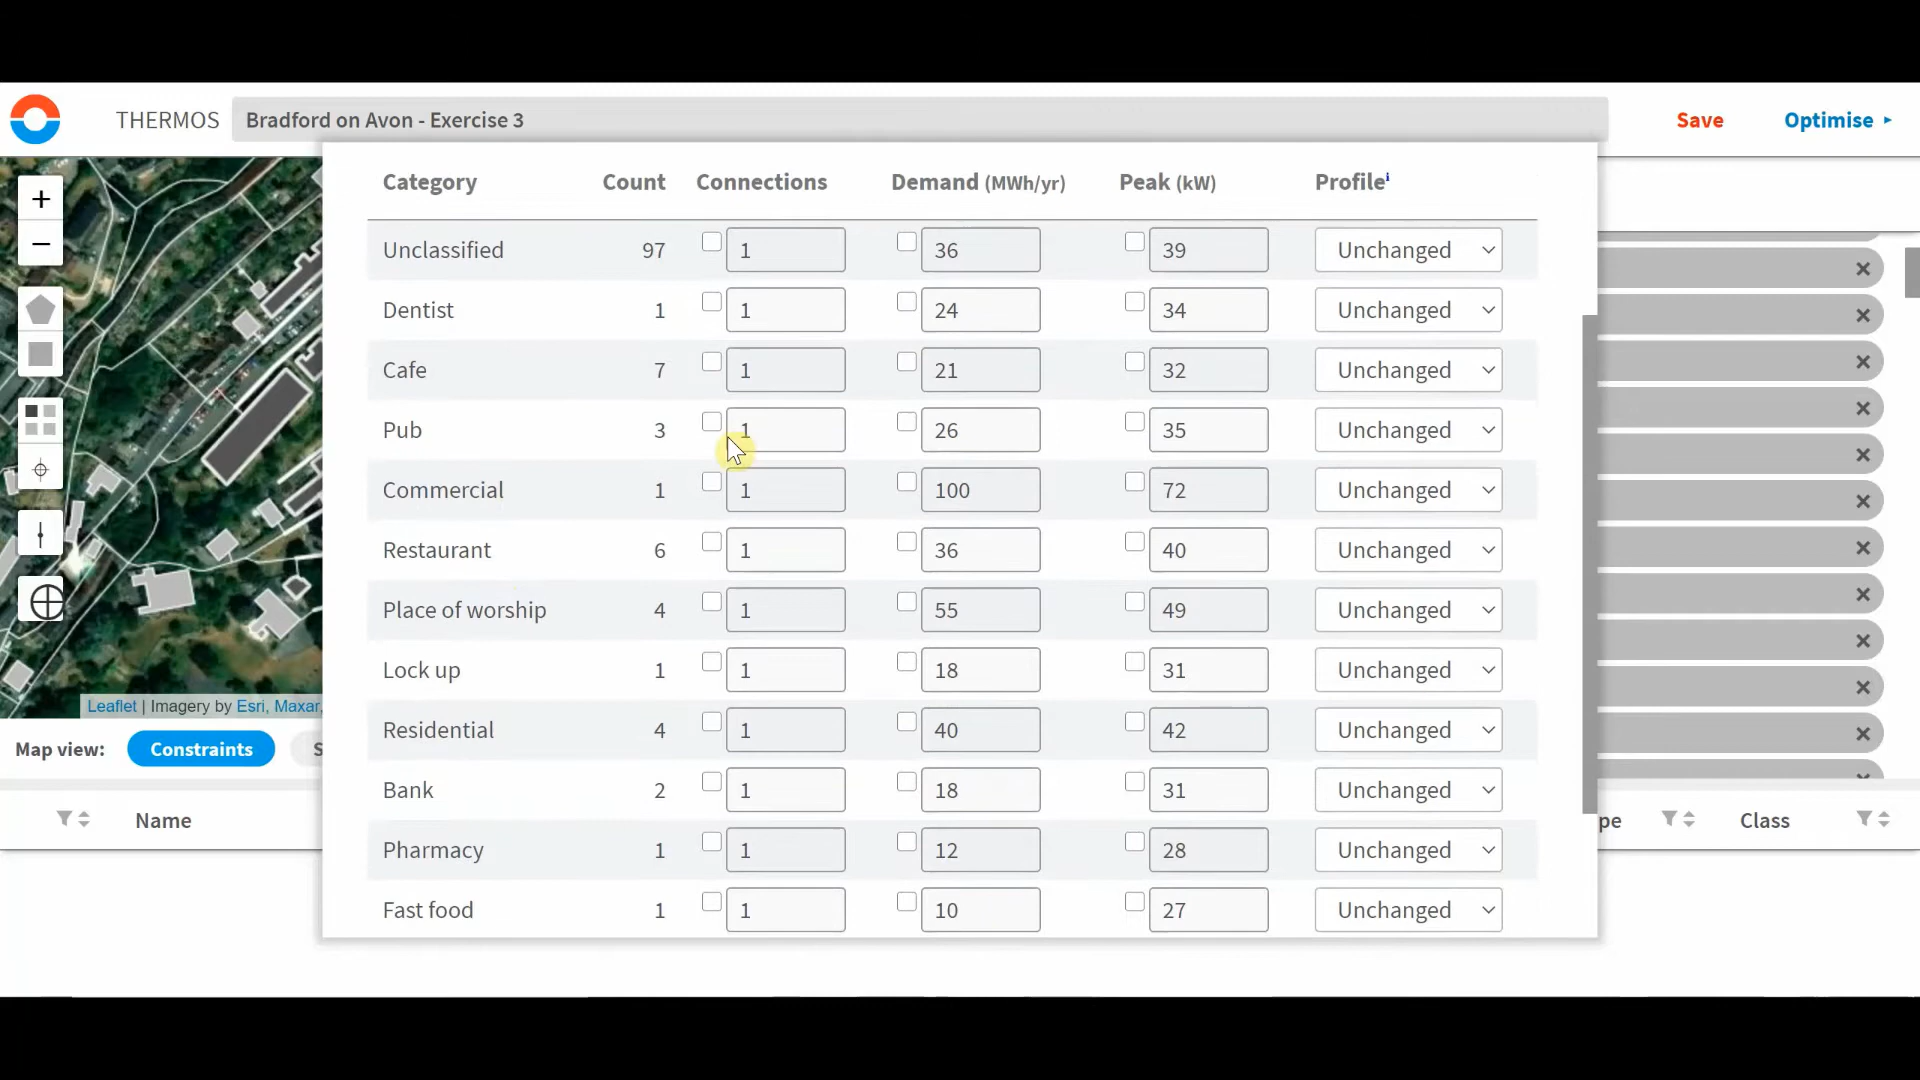 THERMOS Bradford on Avon - Exercise 3 Save Optimise ▸
Category Count Connections Demand (MWh/yr) Peak (kW) Profile i
Unclassified 97 1 36 39 Unchanged
Dentist 1 1 24 34 Unchanged
Cafe 7 1 21 32 Unchanged
Pub 3 1 26 35 Unchanged
Commercial 1 1 100 72 Unchanged
Restaurant 6 1 36 40 Unchanged
Place of worship 4 1 55 49 Unchanged
Lock up 1 1 18 31 Unchanged
Leaflet | Imagery by Esri, Maxar,
Residential 4 1 40 42 Unchanged
Map view: Constraints S
Bank 2 1 18 31 Unchanged
Name pe Class
Pharmacy 1 1 12 28 Unchanged
Fast food 1 1 10 27 Unchanged